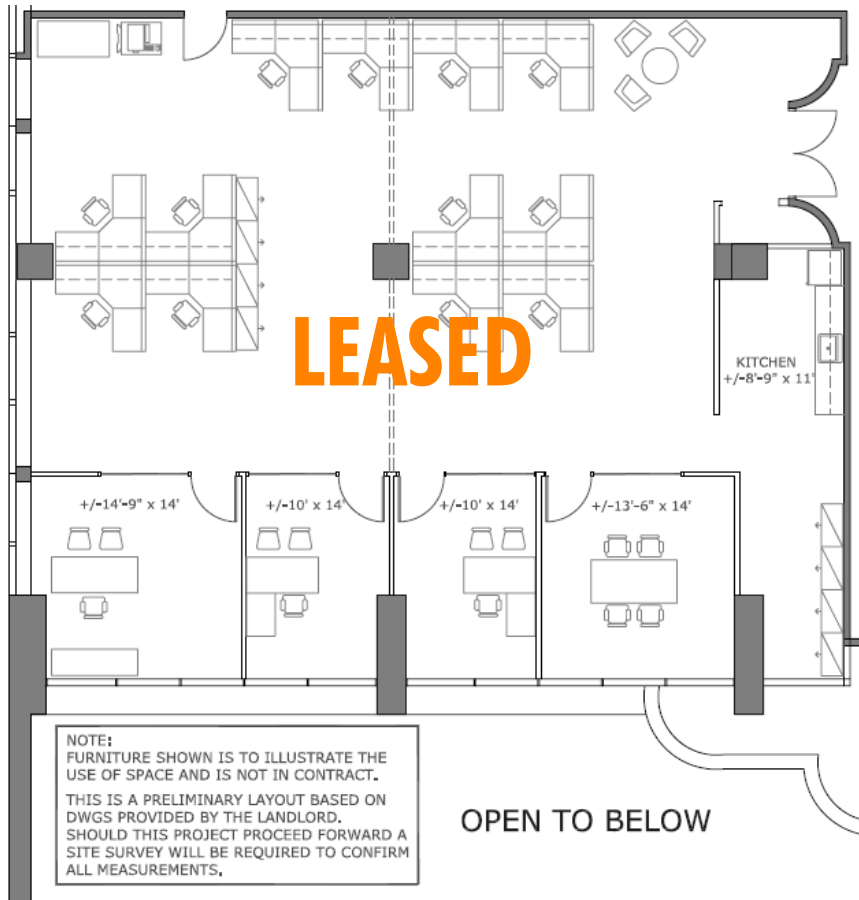 LEASED
KITCHEN
+/-8'-9" x 11'
+/-14'-9" x 14'
+/-10' x 14'
+/-10' x 14'
+/-13'-6" x 14'
NOTE:
FURNITURE SHOWN IS TO ILLUSTRATE THE
USE OF SPACE AND IS NOT IN CONTRACT.
THIS IS A PRELIMINARY LAYOUT BASED ON
DWGS PROVIDED BY THE LANDLORD.
SHOULD THIS PROJECT PROCEED FORWARD A
SITE SURVEY WILL BE REQUIRED TO CONFIRM
ALL MEASUREMENTS.
OPEN TO BELOW